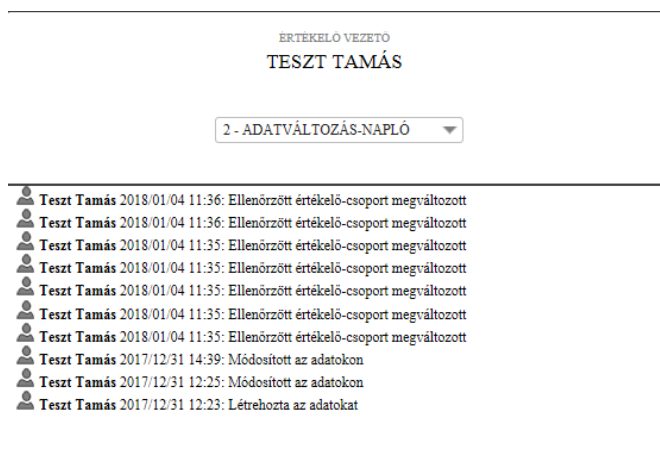 ÉRTÉKELŐ VEZETŐ
TESZT TAMÁS
2 - ADATVÁLTOZÁS-NAPLÓ
Teszt Tamás 2018/01/04 11:36: Ellenőrzött értékelő-csoport megváltozott
Teszt Tamás 2018/01/04 11:36: Ellenőrzött értékelő-csoport megváltozott
Teszt Tamás 2018/01/04 11:35: Ellenőrzött értékelő-csoport megváltozott
Teszt Tamás 2018/01/04 11:35: Ellenőrzött értékelő-csoport megváltozott
Teszt Tamás 2018/01/04 11:35: Ellenőrzött értékelő-csoport megváltozott
Teszt Tamás 2018/01/04 11:35: Ellenőrzött értékelő-csoport megváltozott
Teszt Tamás 2018/01/04 11:35: Ellenőrzött értékelő-csoport megváltozott
Teszt Tamás 2017/12/31 14:39: Módosított az adatokon
Teszt Tamás 2017/12/31 12:25: Módosított az adatokon
Teszt Tamás 2017/12/31 12:23: Létrehozta az adatokat